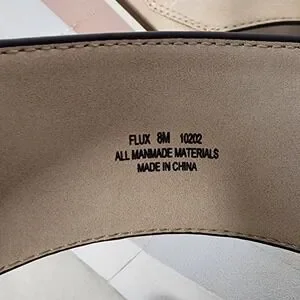 FLUX 8M 10202
ALL MANMADE MATERIALS
MADE IN CHINA